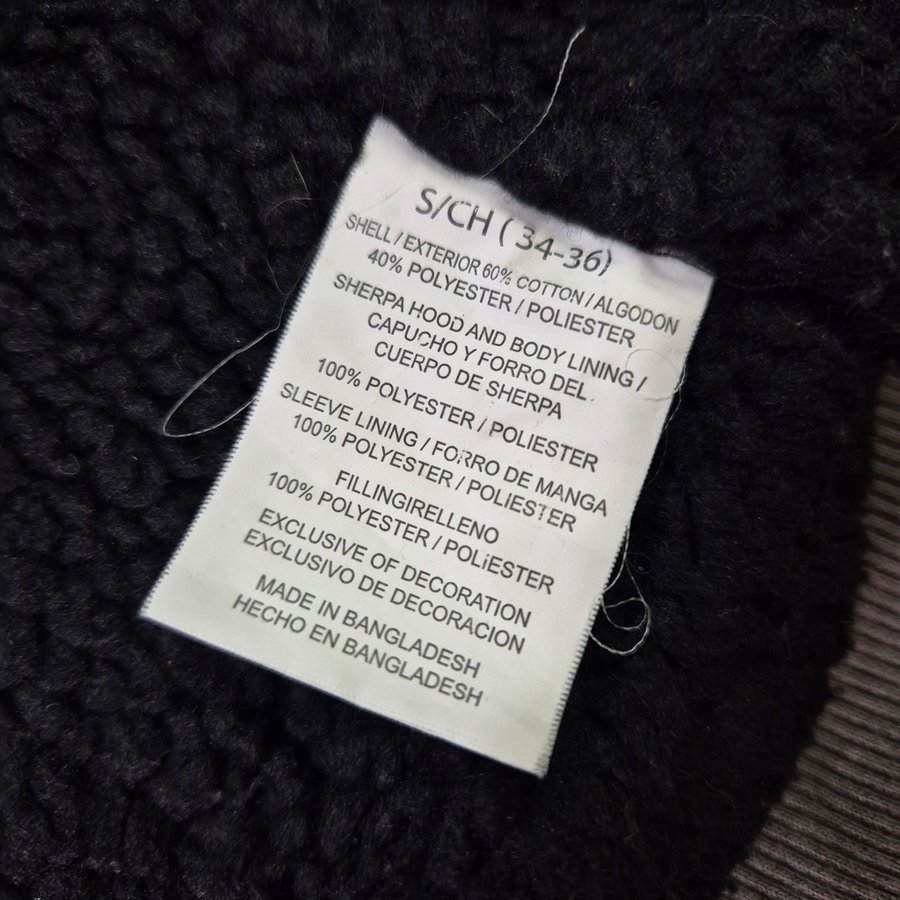 S/CH ( 34-36)
SHELL / EXTERIOR 60% COTTON / ALGODON
40% POLYESTER / POLIESTER
SHERPA HOOD AND BODY LINING /
CAPUCHO Y FORRO DEL
CUERPO DE SHERPA
100% POLYESTER / POLIESTER
SLEEVE LINING / FORRO DE MANGA
100% POLYESTER / POLIESTER
FILLINGIRELLENO
100% POLYESTER / POLiESTER
EXCLUSIVE OF DECORATION
EXCLUSIVO DE DECORACION
MADE IN BANGLADESH
HECHO EN BANGLADESH